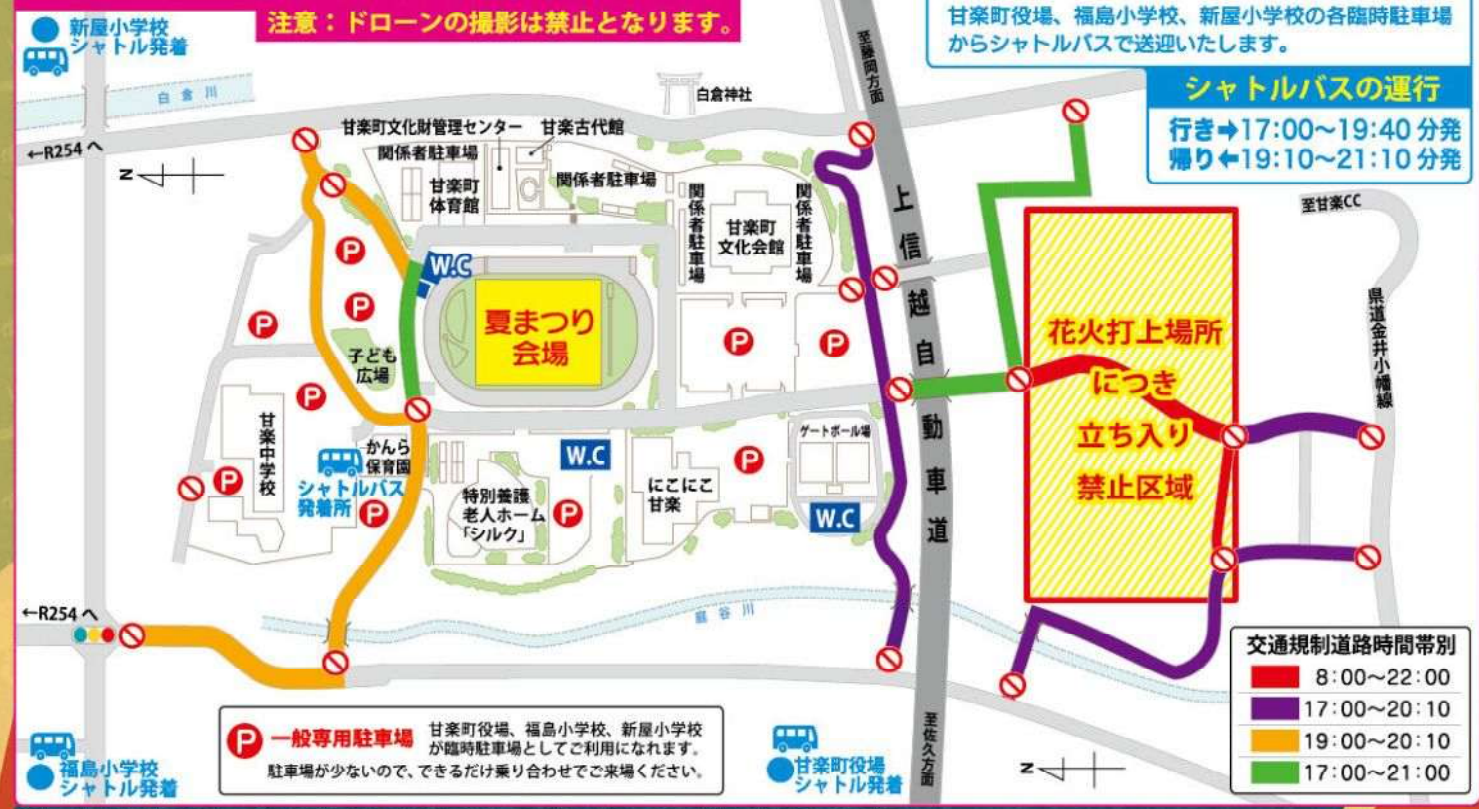 新屋小学校
シャトル発着
注意：ドローンの撮影は禁止となります。
甘楽町役場、福島小学校、新屋小学校の各臨時駐車場
からシャトルバスで送迎いたします。
シャトルバスの運行
行き➡17:00〜19:40 分発
帰り⬅19:10〜21:10 分発
至藤岡方面
白倉川
白倉神社
←R254 へ
N
甘楽町文化財管理センター
甘楽古代館
関係者駐車場
甘楽町
体育館
関係者駐車場
関係者駐車場
甘楽町
文化会館
関係者駐車場
上信越自動車道
至甘楽CC
県道金井小幡線
W.C
P
P
P
P
P
P
P
P
P
P
夏まつり
会場
子ども
広場
花火打上場所
につき
立ち入り
禁止区域
甘楽中学校
かんら
保育園
シャトルバス
発着所
W.C
特別養護
老人ホーム
「シルク」
にこにこ
甘楽
ゲートボール場
W.C
←R254 へ
交通規制道路時間帯別
8:00〜22:00
17:00〜20:10
19:00〜20:10
17:00〜21:00
P 一般専用駐車場
甘楽町役場、福島小学校、新屋小学校
が臨時駐車場としてご利用になれます。
駐車場が少ないので、できるだけ乗り合わせでご来場ください。
福島小学校
シャトル発着
甘楽町役場
シャトル発着
至佐久方面
N